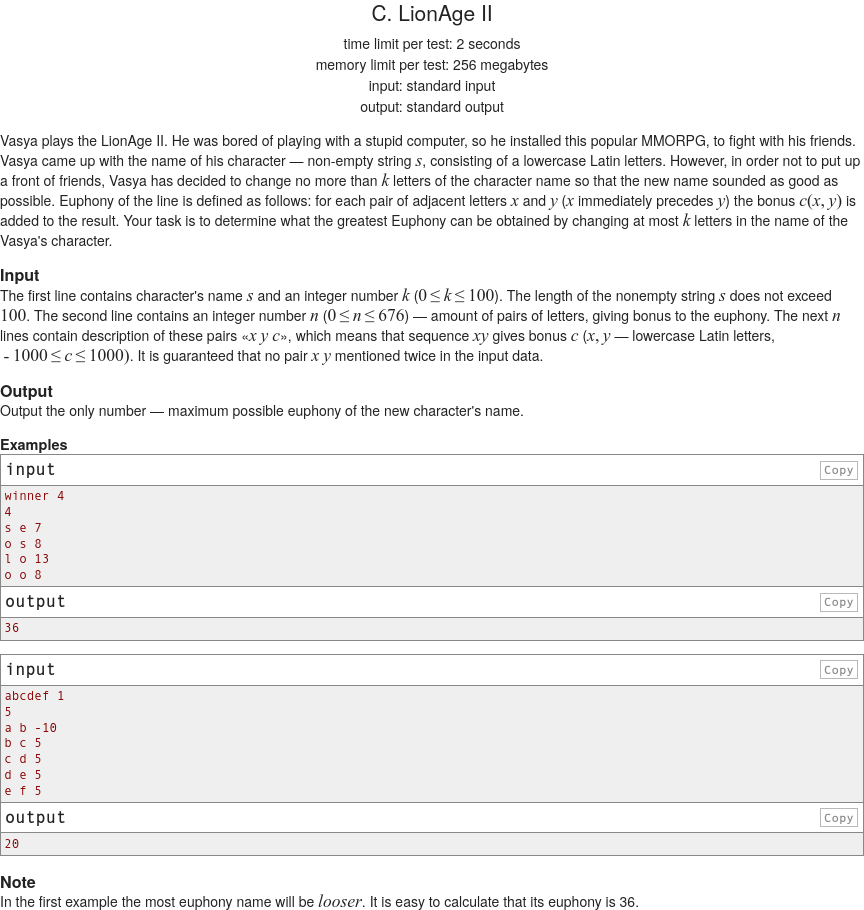 C. LionAge II
time limit per test: 2 seconds
memory limit per test: 256 megabytes
input: standard input
output: standard output
Vasya plays the LionAge II. He was bored of playing with a stupid computer, so he installed this popular MMORPG, to fight with his friends.
Vasya came up with the name of his character — non-empty string s, consisting of a lowercase Latin letters. However, in order not to put up
a front of friends, Vasya has decided to change no more than k letters of the character name so that the new name sounded as good as
possible. Euphony of the line is defined as follows: for each pair of adjacent letters x and y (x immediately precedes y) the bonus c(x, y) is
added to the result. Your task is to determine what the greatest Euphony can be obtained by changing at most k letters in the name of the
Vasya's character.
Input
The first line contains character's name s and an integer number k (0 ≤ k ≤ 100). The length of the nonempty string s does not exceed
100. The second line contains an integer number n (0 ≤ n ≤ 676) — amount of pairs of letters, giving bonus to the euphony. The next n
lines contain description of these pairs «x y c», which means that sequence xy gives bonus c (x, y — lowercase Latin letters,
- 1000 ≤ c ≤ 1000). It is guaranteed that no pair x y mentioned twice in the input data.
Output
Output the only number — maximum possible euphony of the new character's name.
Examples
input Copy
winner 4
4
s e 7
o s 8
l o 13
o o 8
output Copy
36
input Copy
abcdef 1
5
a b -10
b c 5
c d 5
d e 5
e f 5
output Copy
20
Note
In the first example the most euphony name will be looser. It is easy to calculate that its euphony is 36.